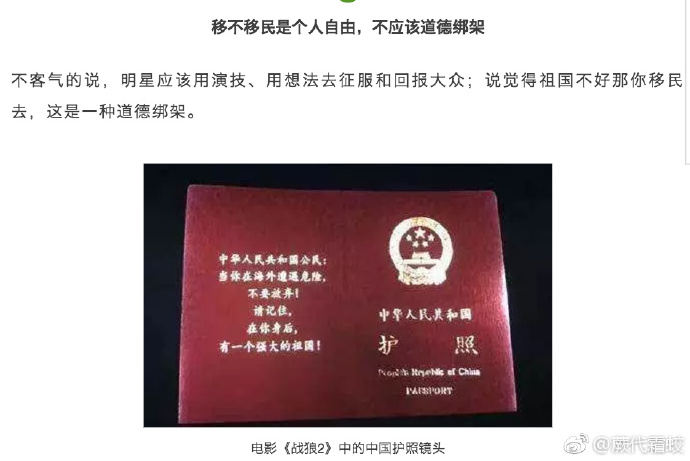 移不移民是个人自由，不应该道德绑架
不客气的说，明星应该用演技、用想法去征服和回报大众；说觉得祖国不好那你移民
去，这是一种道德绑架。
中华人民共和国公民：
当你在海外遭遇危险，
不要放弃！
请记住，
在你身后，
有一个强大的祖国！
中华人民共和国
护照
People's Republic of China
PASSPORT
电影《战狼2》中的中国护照镜头
@厥代霜蛟